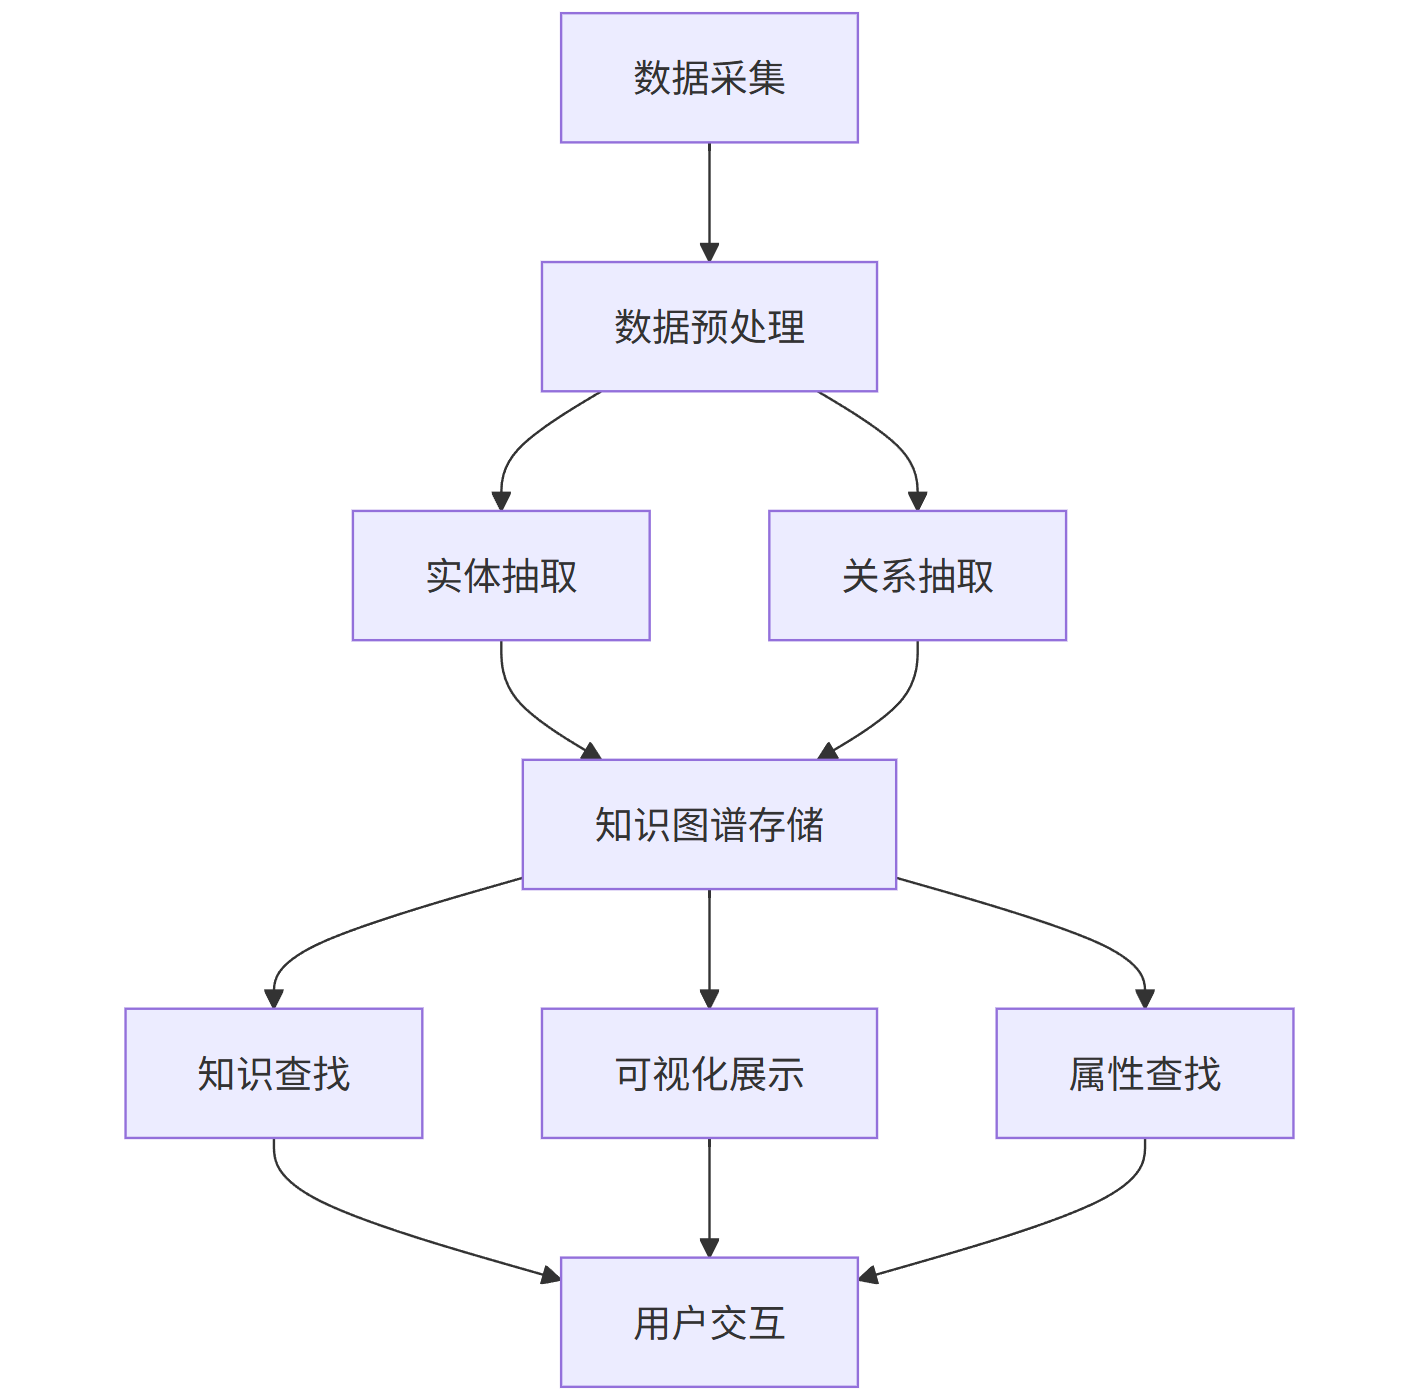 数据采集
数据预处理
实体抽取
关系抽取
知识图谱存储
知识查找
可视化展示
属性查找
用户交互